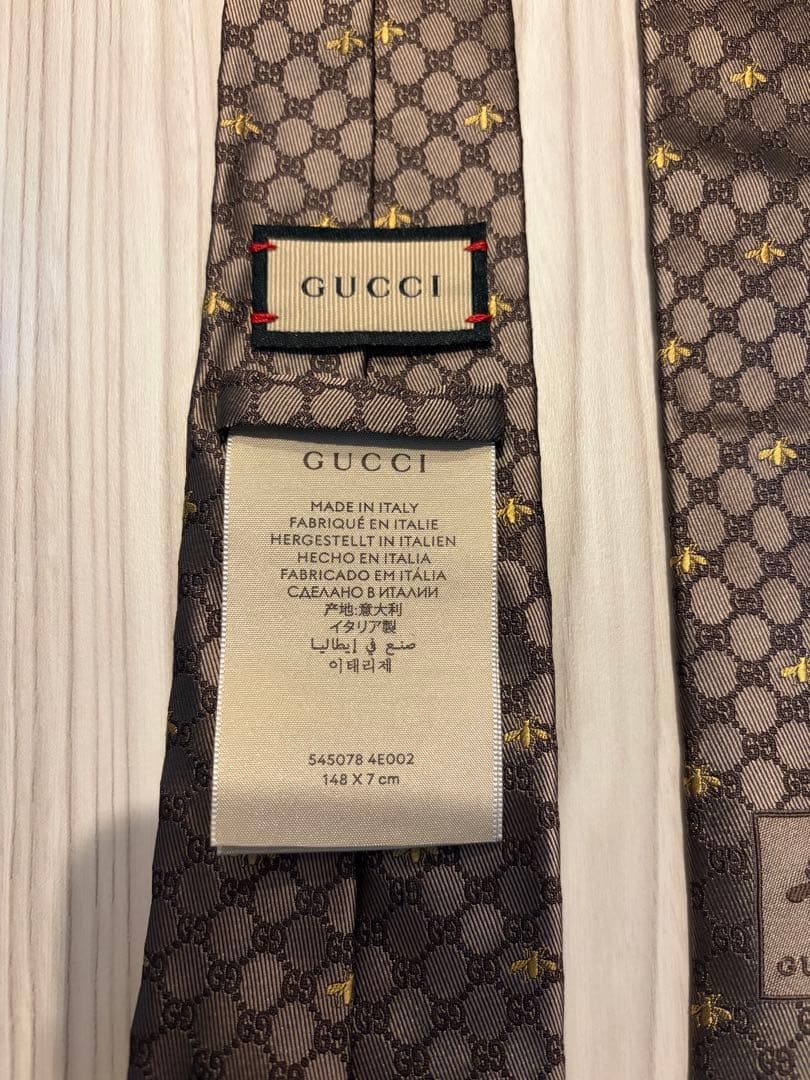 GUCCI
GUCCI
MADE IN ITALY
FABRIQUÉ EN ITALIE
HERGESTELLT IN ITALIEN
HECHO EN ITALIA
FABRICADO EM ITÁLIA
СДЕЛАНО В ИТАЛИИ
产地:意大利
イタリア製
صنع في إيطاليا
이태리제
545078 4E002
148 X 7 cm